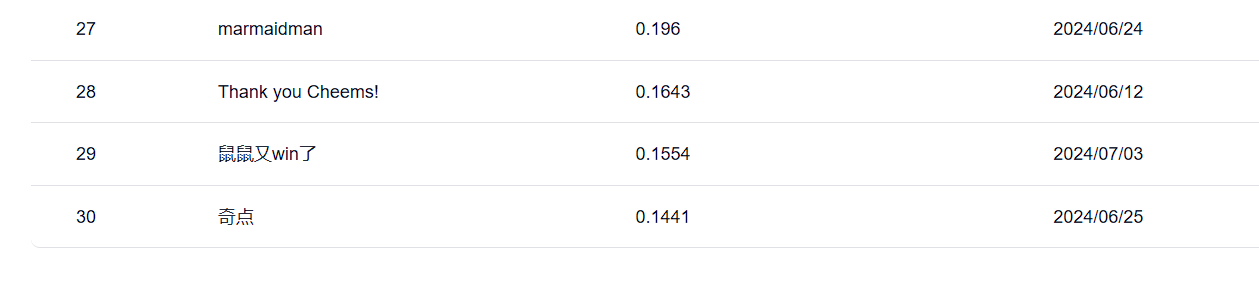 27 marmaidman 0.196 2024/06/24
28 Thank you Cheems! 0.1643 2024/06/12
29 鼠鼠又win了 0.1554 2024/07/03
30 奇点 0.1441 2024/06/25